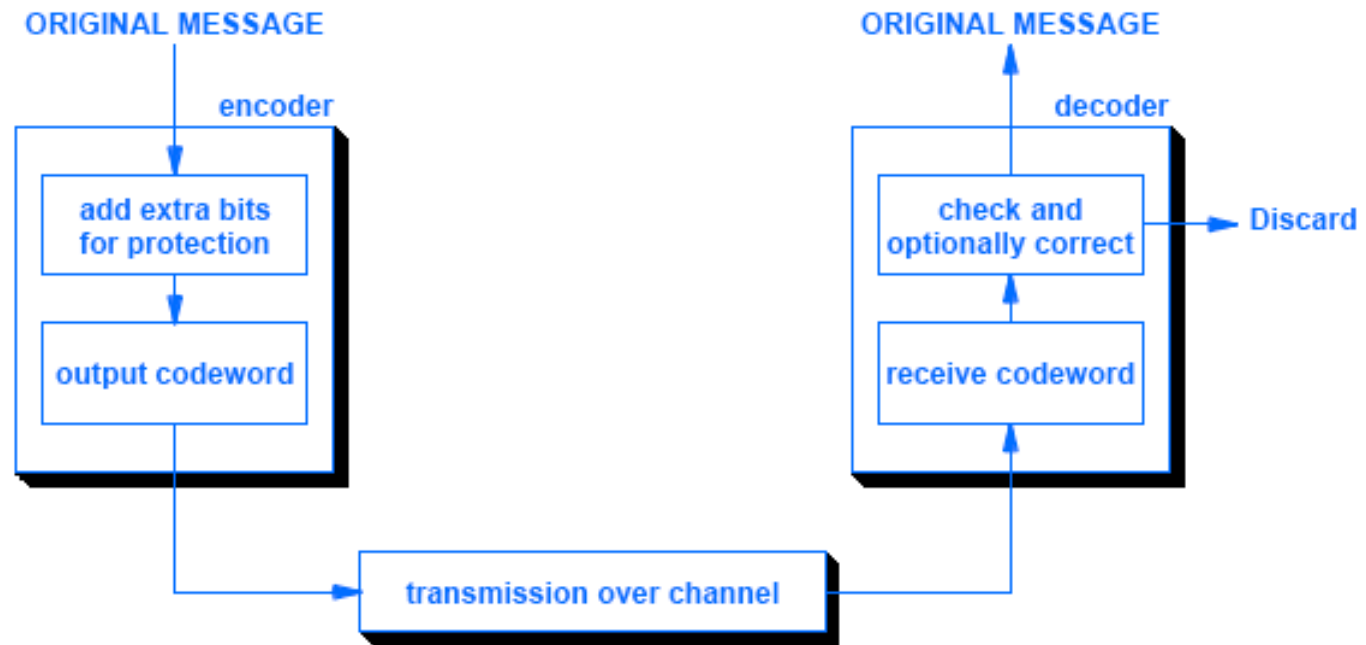 ORIGINAL MESSAGE
encoder
add extra bits
for protection
output codeword
transmission over channel
ORIGINAL MESSAGE
decoder
check and
optionally correct
Discard
receive codeword